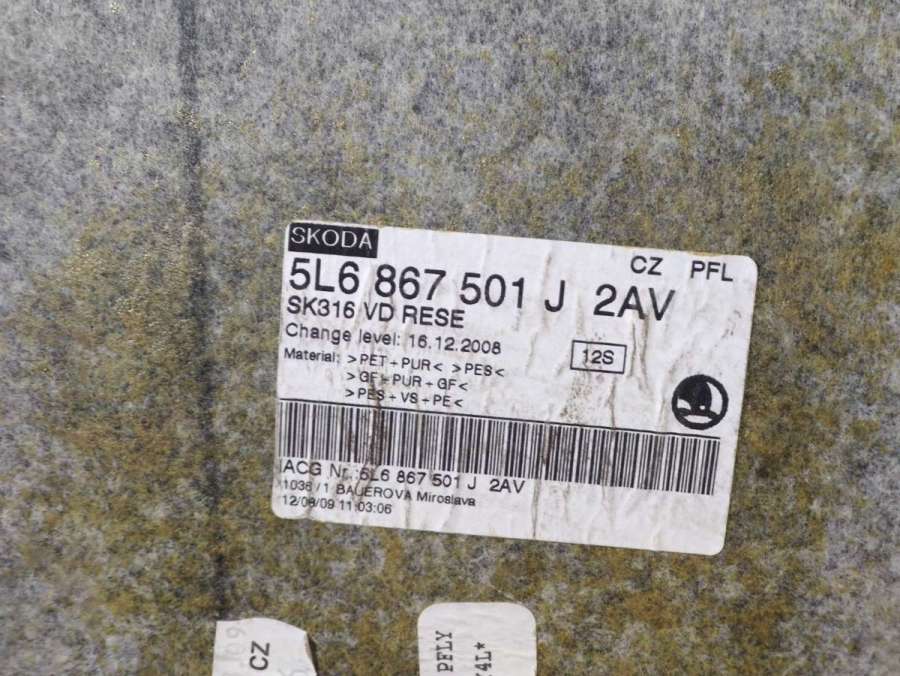 SKODA
CZ PFL
5L6 867 501 J 2AV
SK316 VD RESE
Change level: 16.12.2008
12S
Material: >PET+PUR< >PES<
>GF+PUR+GF<
>PES+VS+PE<
ACG Nr.:5L6 867 501 J 2AV
1036/1 BAUEROVA Miroslava
12/08/09 11:03:06
CZ
PFLY
4L*